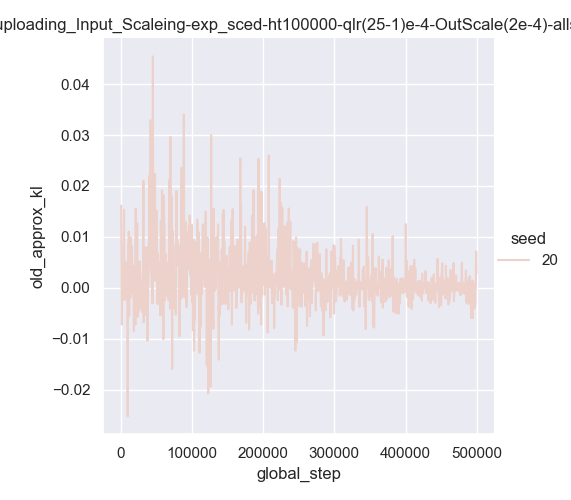 uploading_Input_Scaleing-exp_sced-ht100000-qlr(25-1)e-4-OutScale(2e-4)-alls
old_approx_kl
0.04
0.03
0.02
0.01
0.00
−0.01
−0.02
0 100000 200000 300000 400000 500000
global_step
seed
20